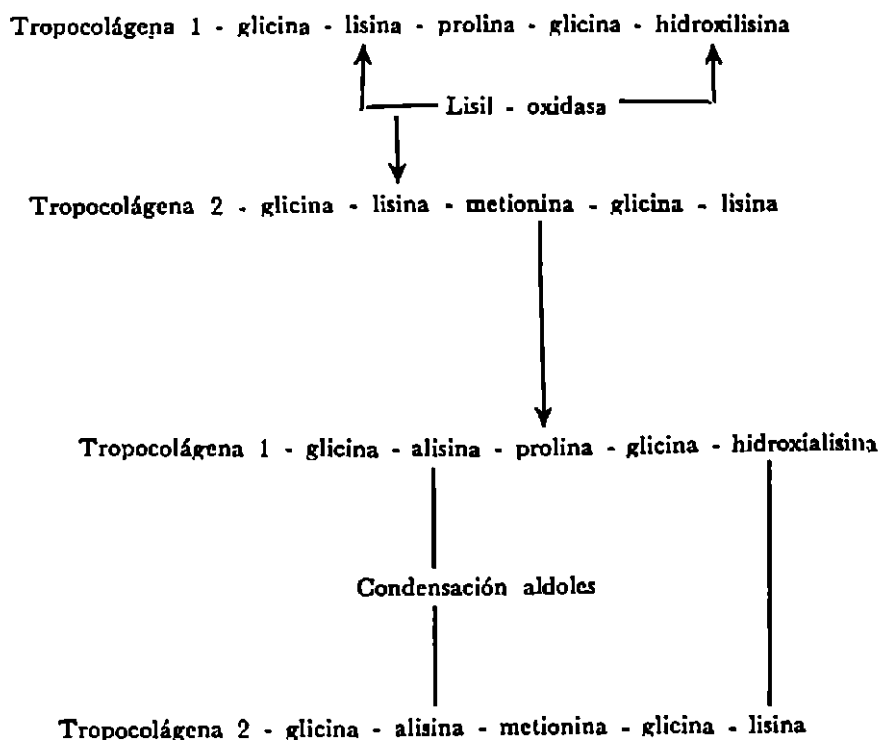 Tropocolágena 1 - glicina - lisina - prolina - glicina - hidroxilisina
Lisil - oxidasa
Tropocolágena 2 - glicina - lisina - metionina - glicina - lisina
Tropocolágena 1 - glicina - alisina - prolina - glicina - hidroxialisina
Condensación aldoles
Tropocolágena 2 - glicina - alisina - metionina - glicina - lisina